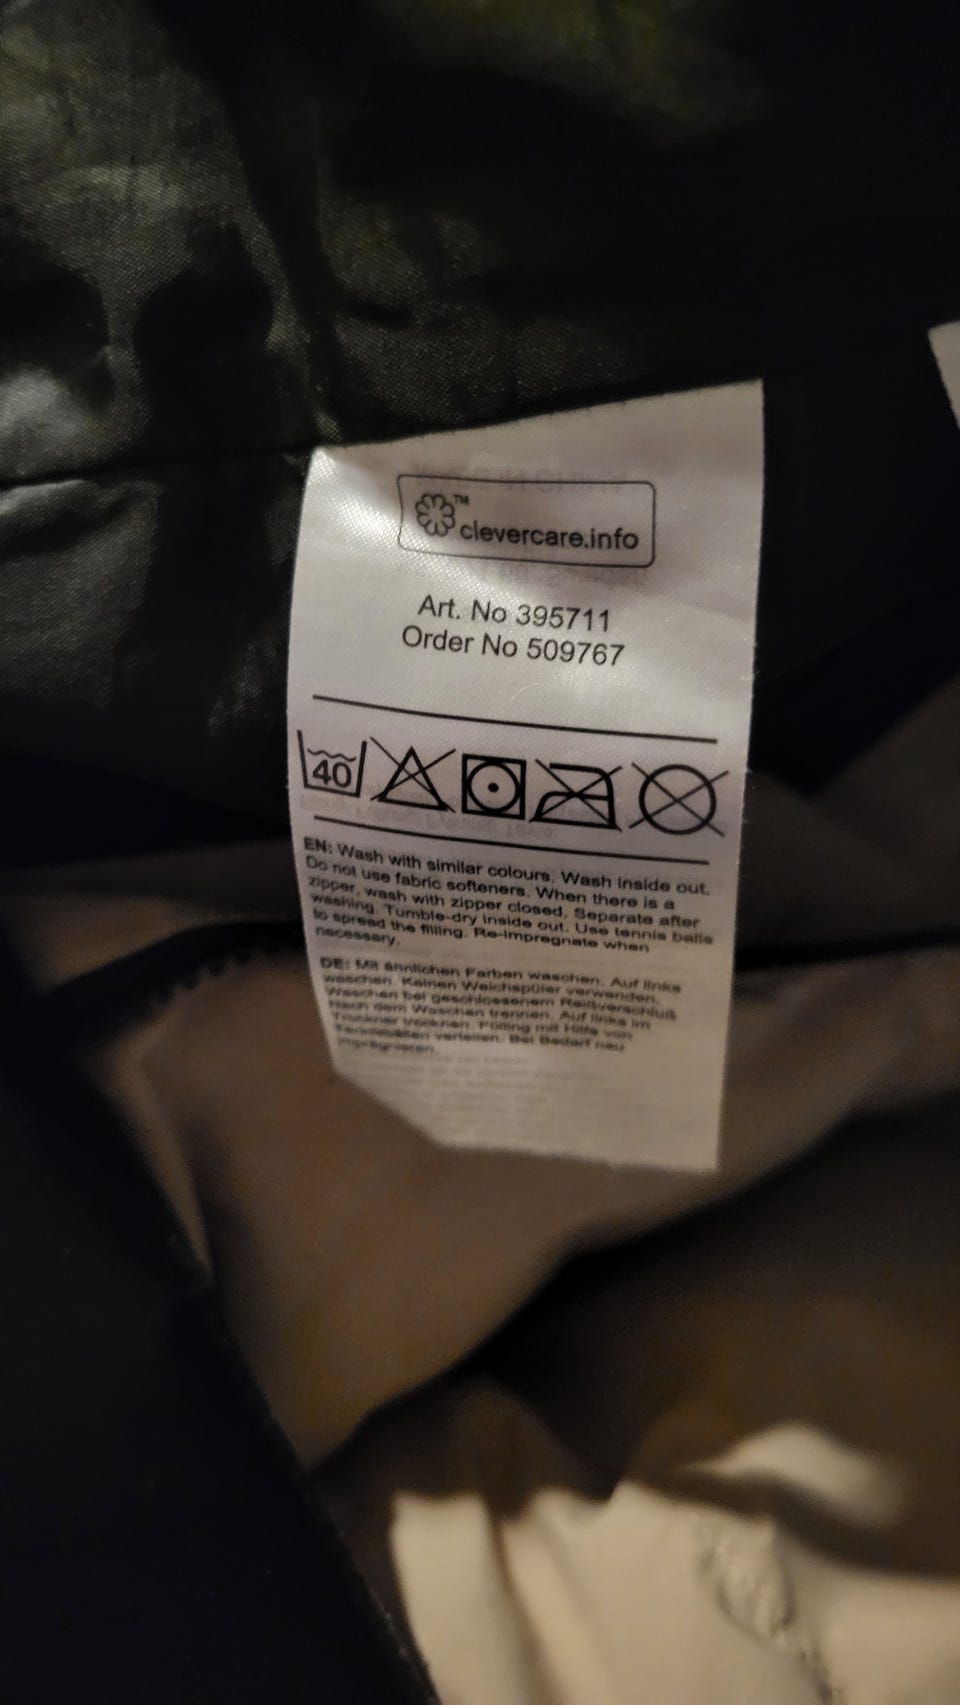 ™
clevercare.info
Art. No 395711
Order No 509767
40
EN: Wash with similar colours. Wash inside out.
Do not use fabric softeners. When there is a
zipper, wash with zipper closed. Separate after
washing. Tumble-dry inside out. Use tennis balls
to spread the filling. Re-impregnate when
necessary.
DE: Mit ähnlichen Farben waschen. Auf links
waschen. Keinen Weichspüler verwenden.
Waschen bei geschlossenem Reißverschluß
Nach dem Waschen trennen. Auf links im
Trockner trocknen. Füllung mit Hilfe von
Tennisbällen verteilen. Bei Bedarf neu
imprägnieren.